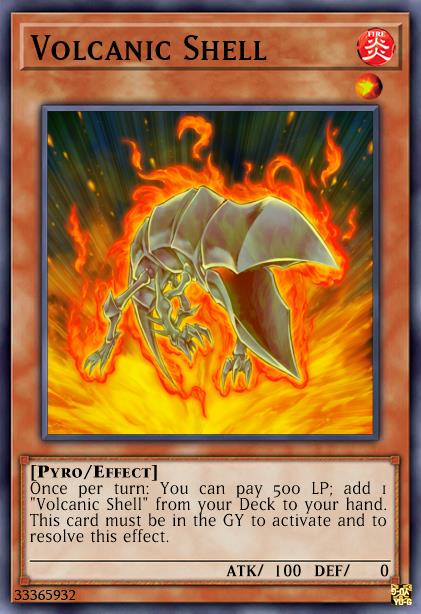 Volcanic Shell
FIRE
炎
[Pyro/Effect]
Once per turn: You can pay 500 LP; add 1
"Volcanic Shell" from your Deck to your hand.
This card must be in the GY to activate and to
resolve this effect.
ATK/ 100 DEF/ 0
33365932